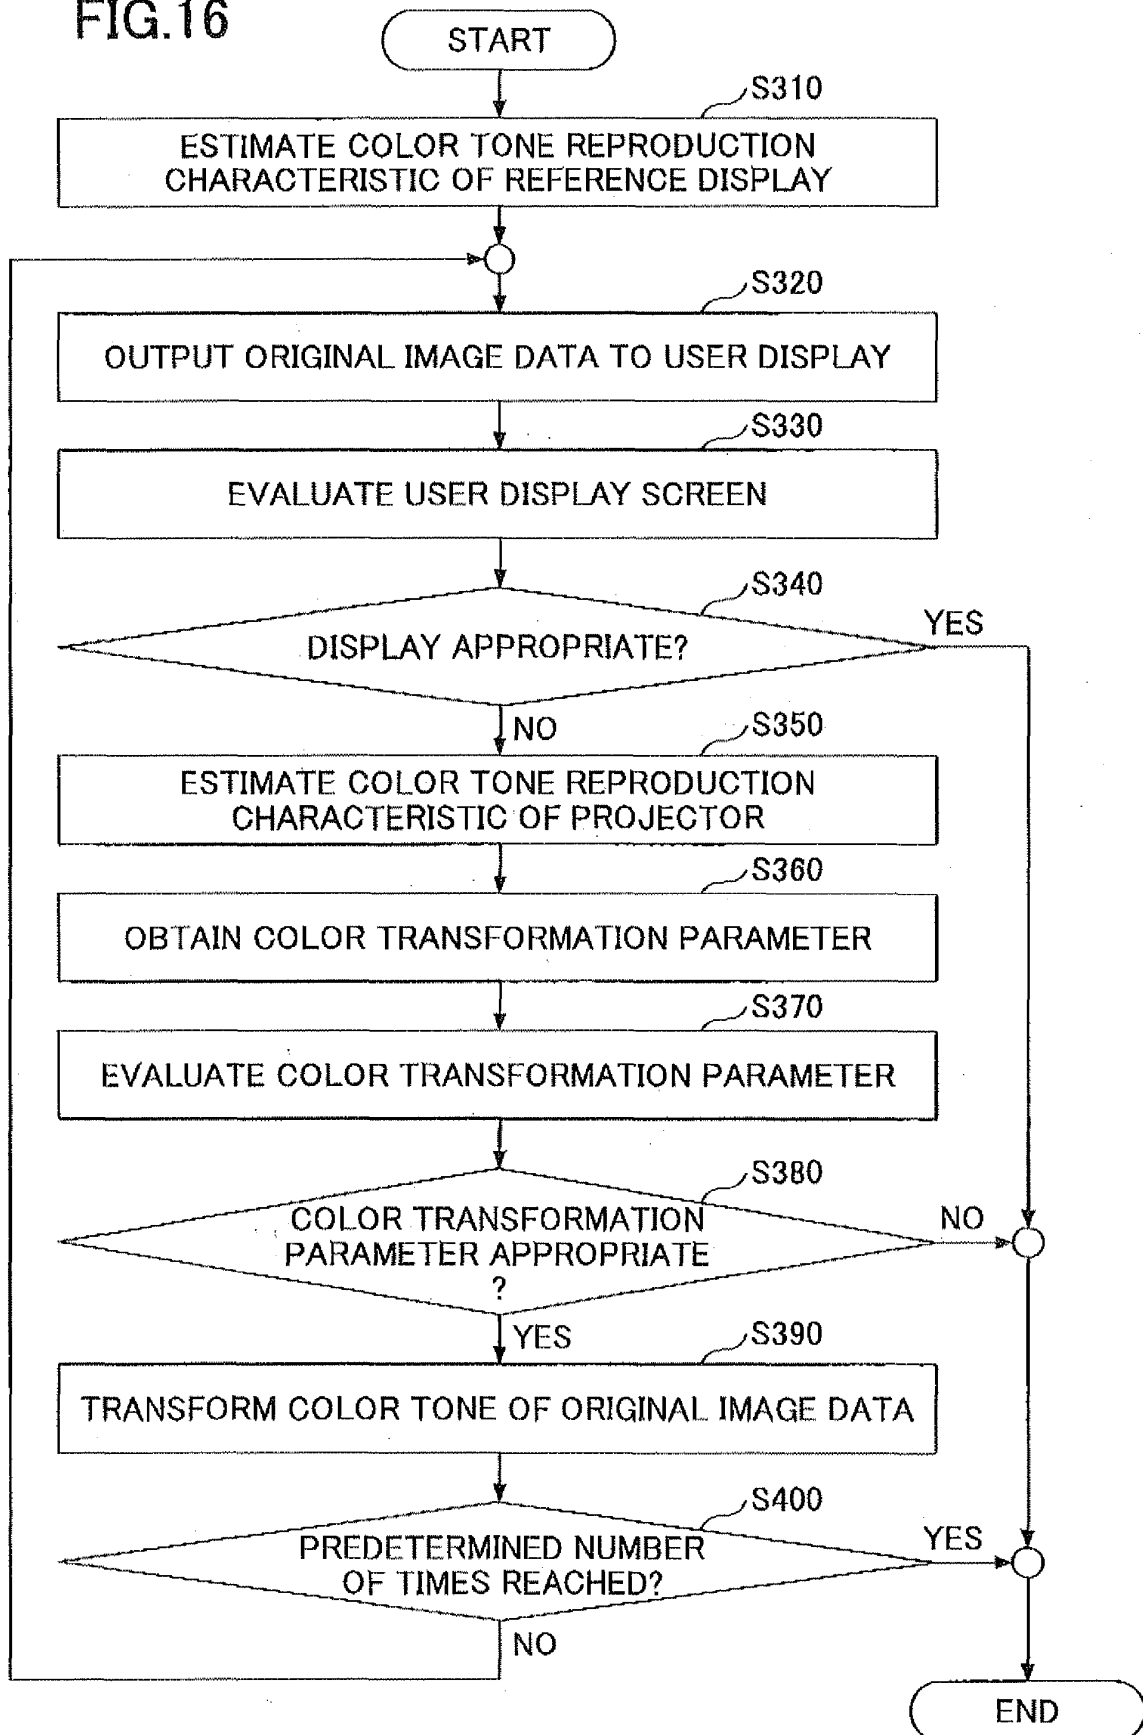 FIG.16
START
S310
ESTIMATE COLOR TONE REPRODUCTION
CHARACTERISTIC OF REFERENCE DISPLAY
S320
OUTPUT ORIGINAL IMAGE DATA TO USER DISPLAY
S330
EVALUATE USER DISPLAY SCREEN
S340
DISPLAY APPROPRIATE?
YES
NO
S350
ESTIMATE COLOR TONE REPRODUCTION
CHARACTERISTIC OF PROJECTOR
S360
OBTAIN COLOR TRANSFORMATION PARAMETER
S370
EVALUATE COLOR TRANSFORMATION PARAMETER
S380
COLOR TRANSFORMATION
PARAMETER APPROPRIATE
?
NO
YES
S390
TRANSFORM COLOR TONE OF ORIGINAL IMAGE DATA
S400
PREDETERMINED NUMBER
OF TIMES REACHED?
YES
NO
END